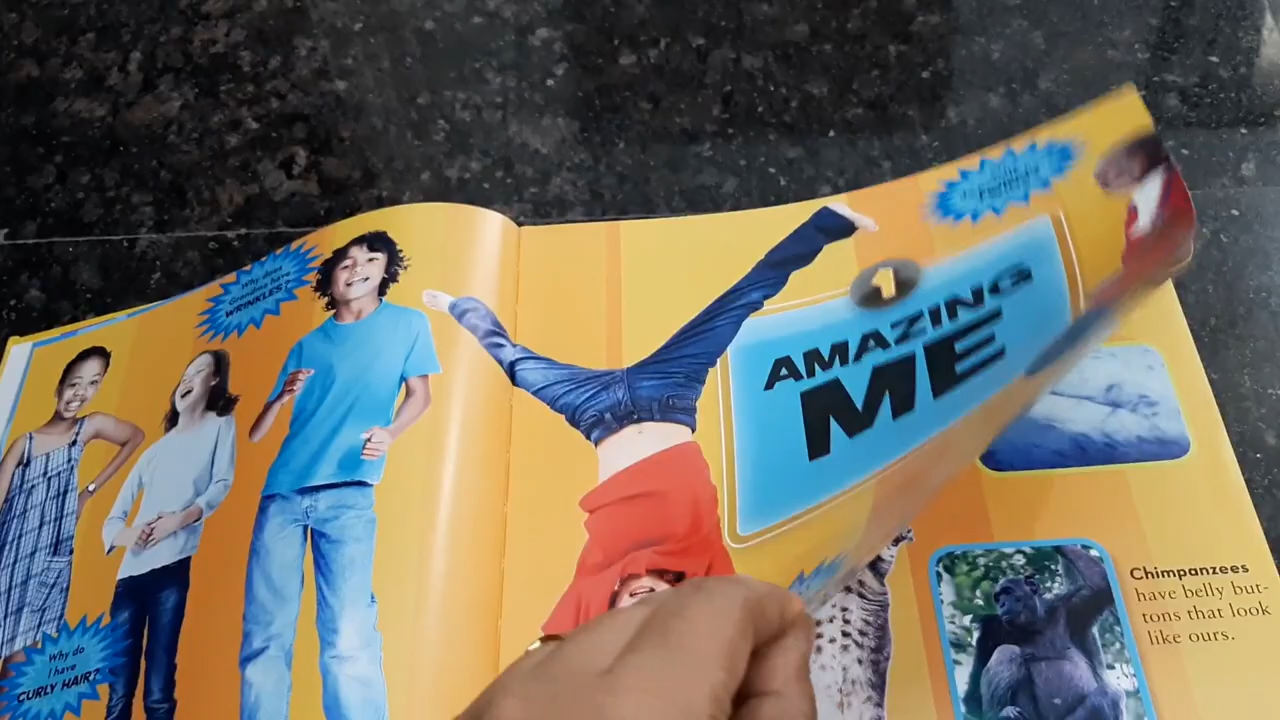 Why does
Grandma have
WRINKLES?
Why do
I have
CURLY HAIR?
1
AMAZING
ME
Chimpanzees
have belly but-
tons that look
like ours.